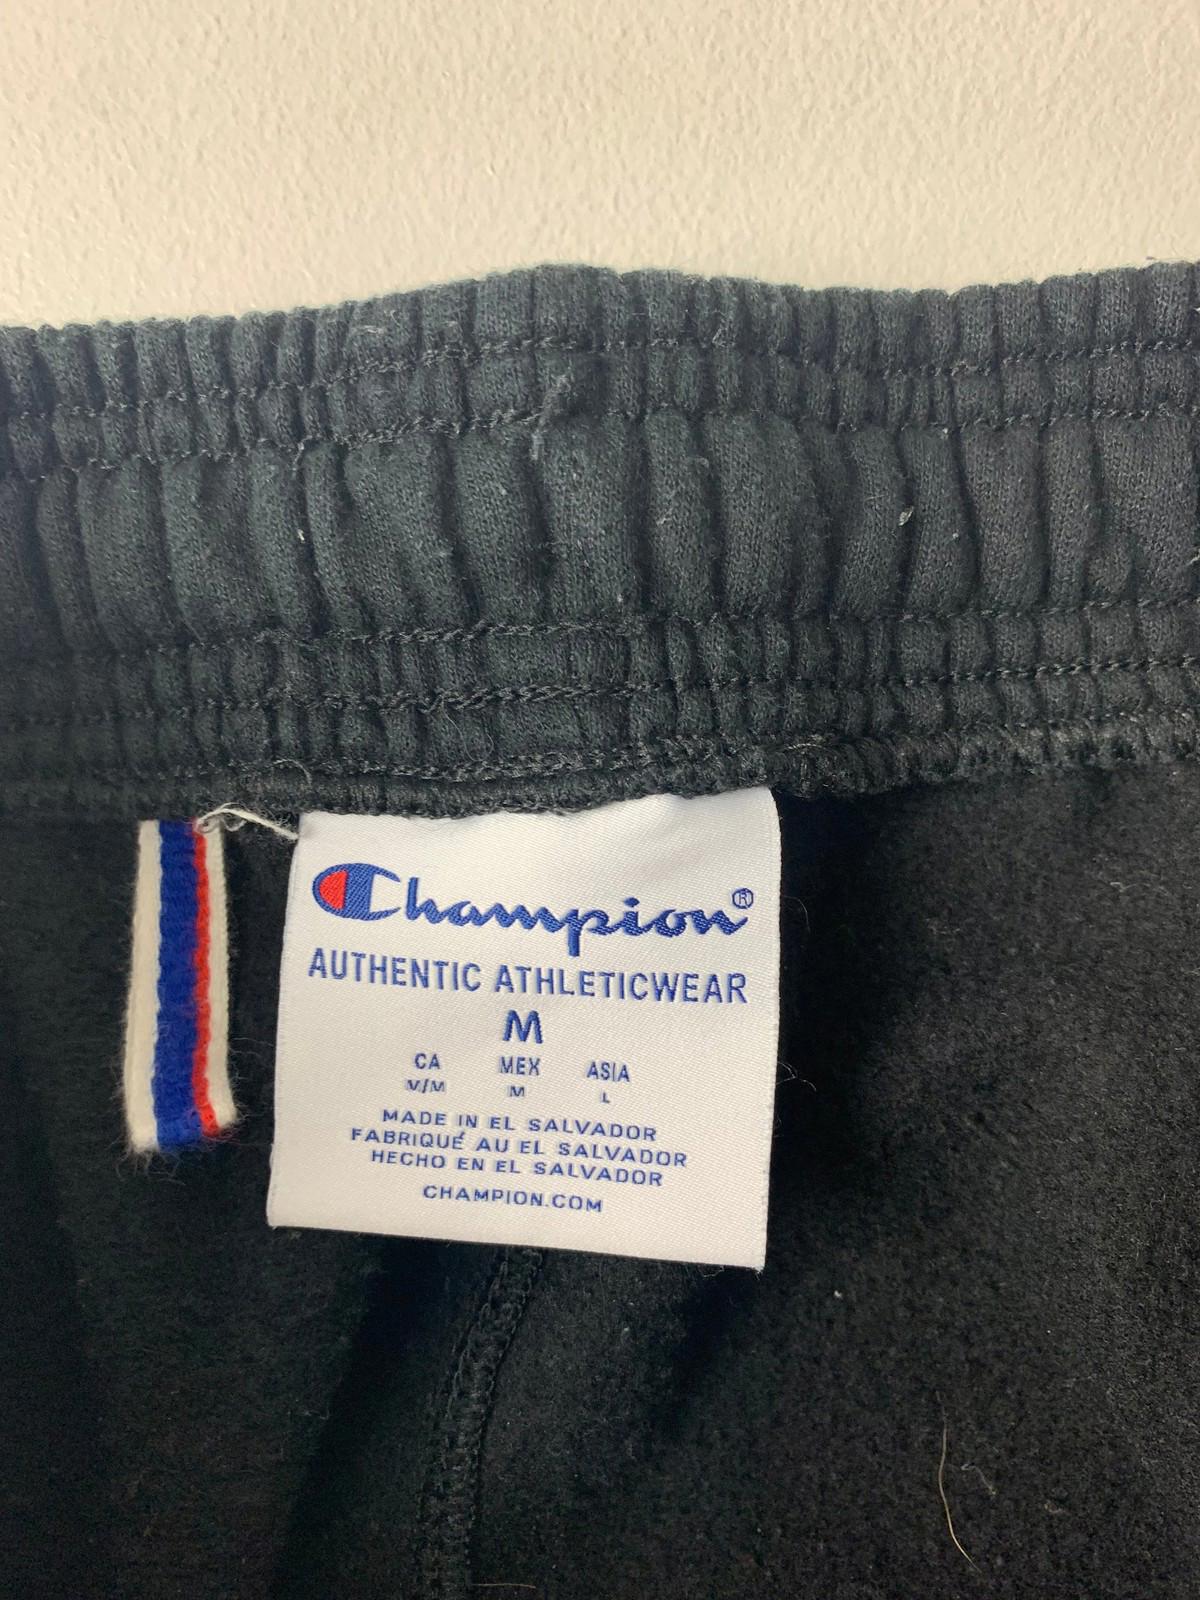 Champion®
AUTHENTIC ATHLETICWEAR
M
CA MEX ASIA
M/M M L
MADE IN EL SALVADOR
FABRIQUÉ AU EL SALVADOR
HECHO EN EL SALVADOR
CHAMPION.COM